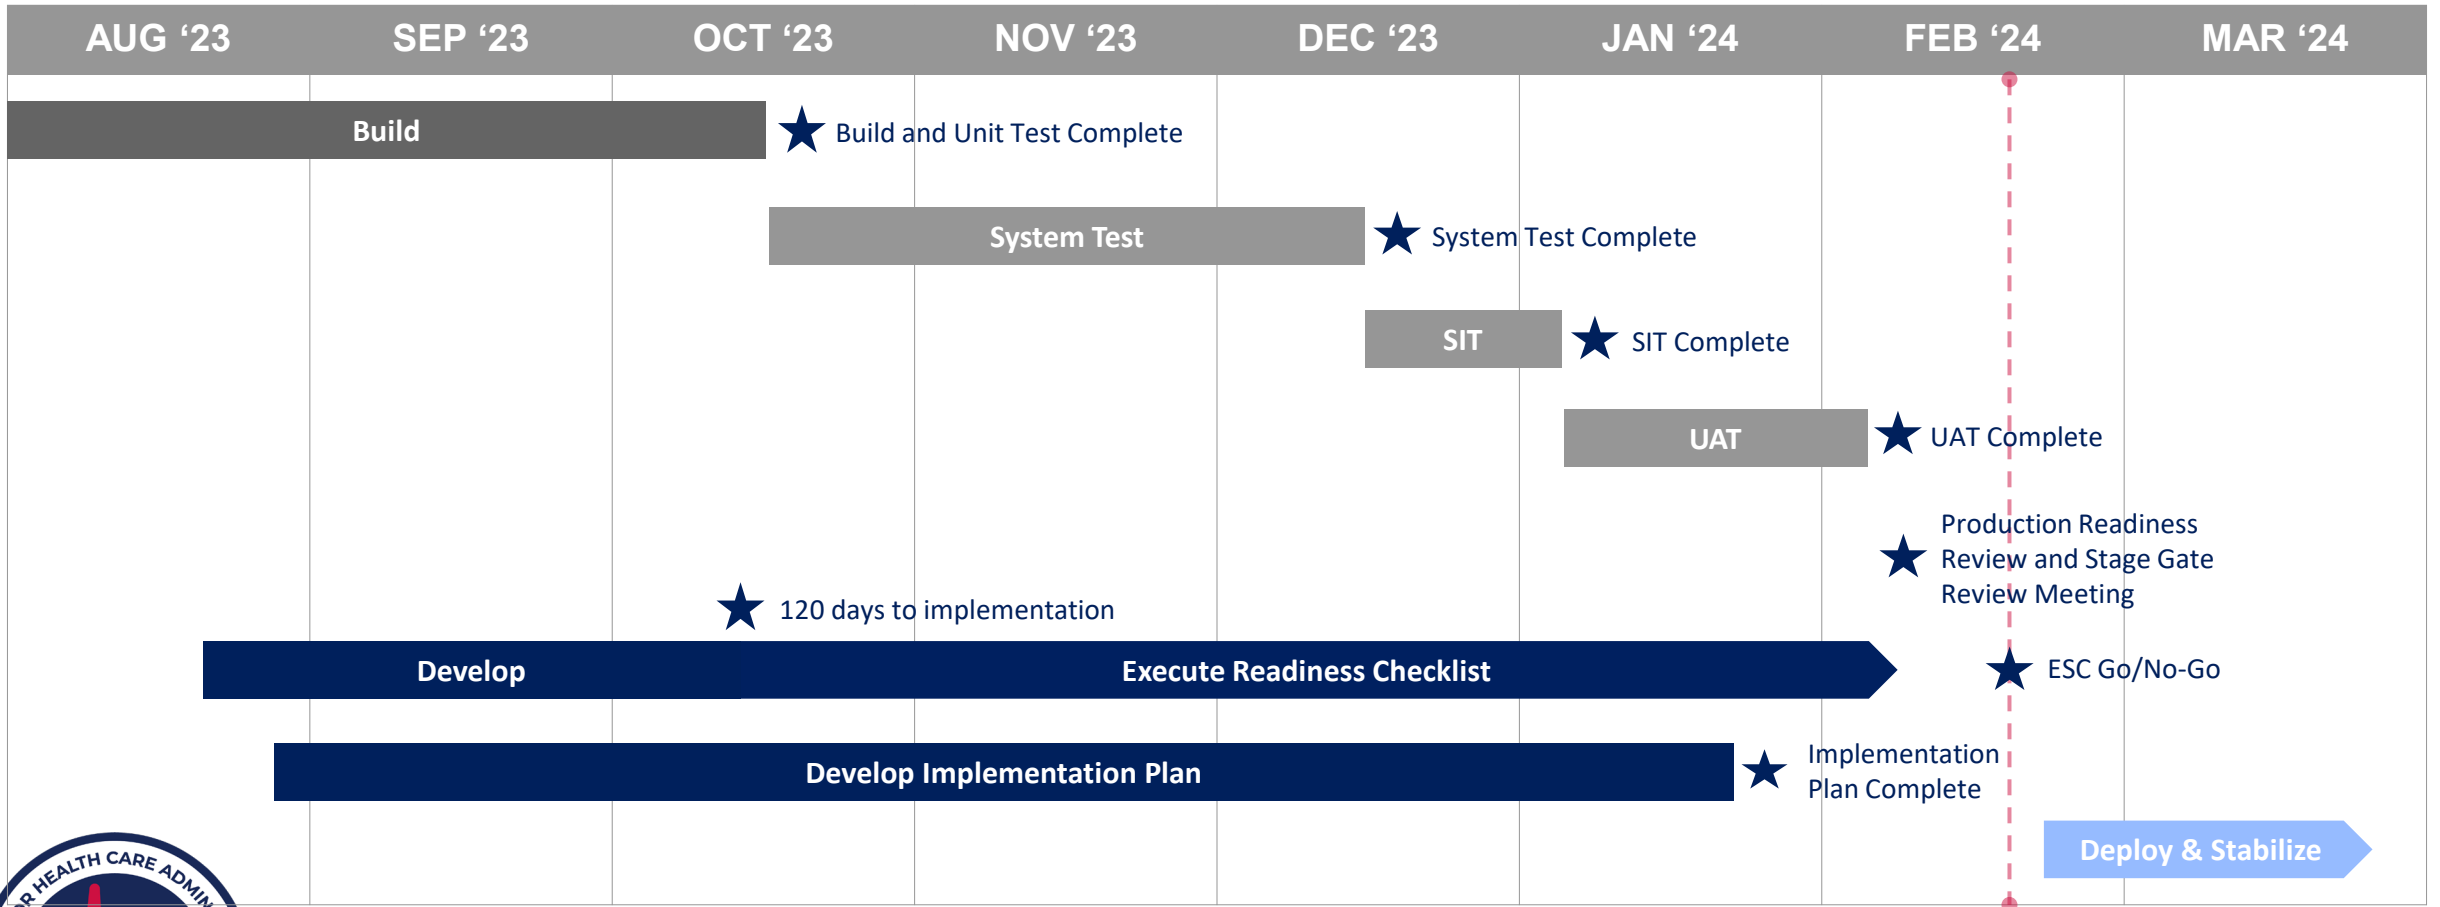 AUG ‘23 SEP ‘23 OCT ‘23 NOV ‘23 DEC ‘23 JAN ‘24 FEB ‘24 MAR ‘24
Build
Build and Unit Test Complete
System Test
System Test Complete
SIT
SIT Complete
UAT
UAT Complete
Production Readiness
Review and Stage Gate
Review Meeting
120 days to implementation
Develop
Execute Readiness Checklist
ESC Go/No-Go
Develop Implementation Plan
Implementation
Plan Complete
Deploy & Stabilize
HEALTH CARE